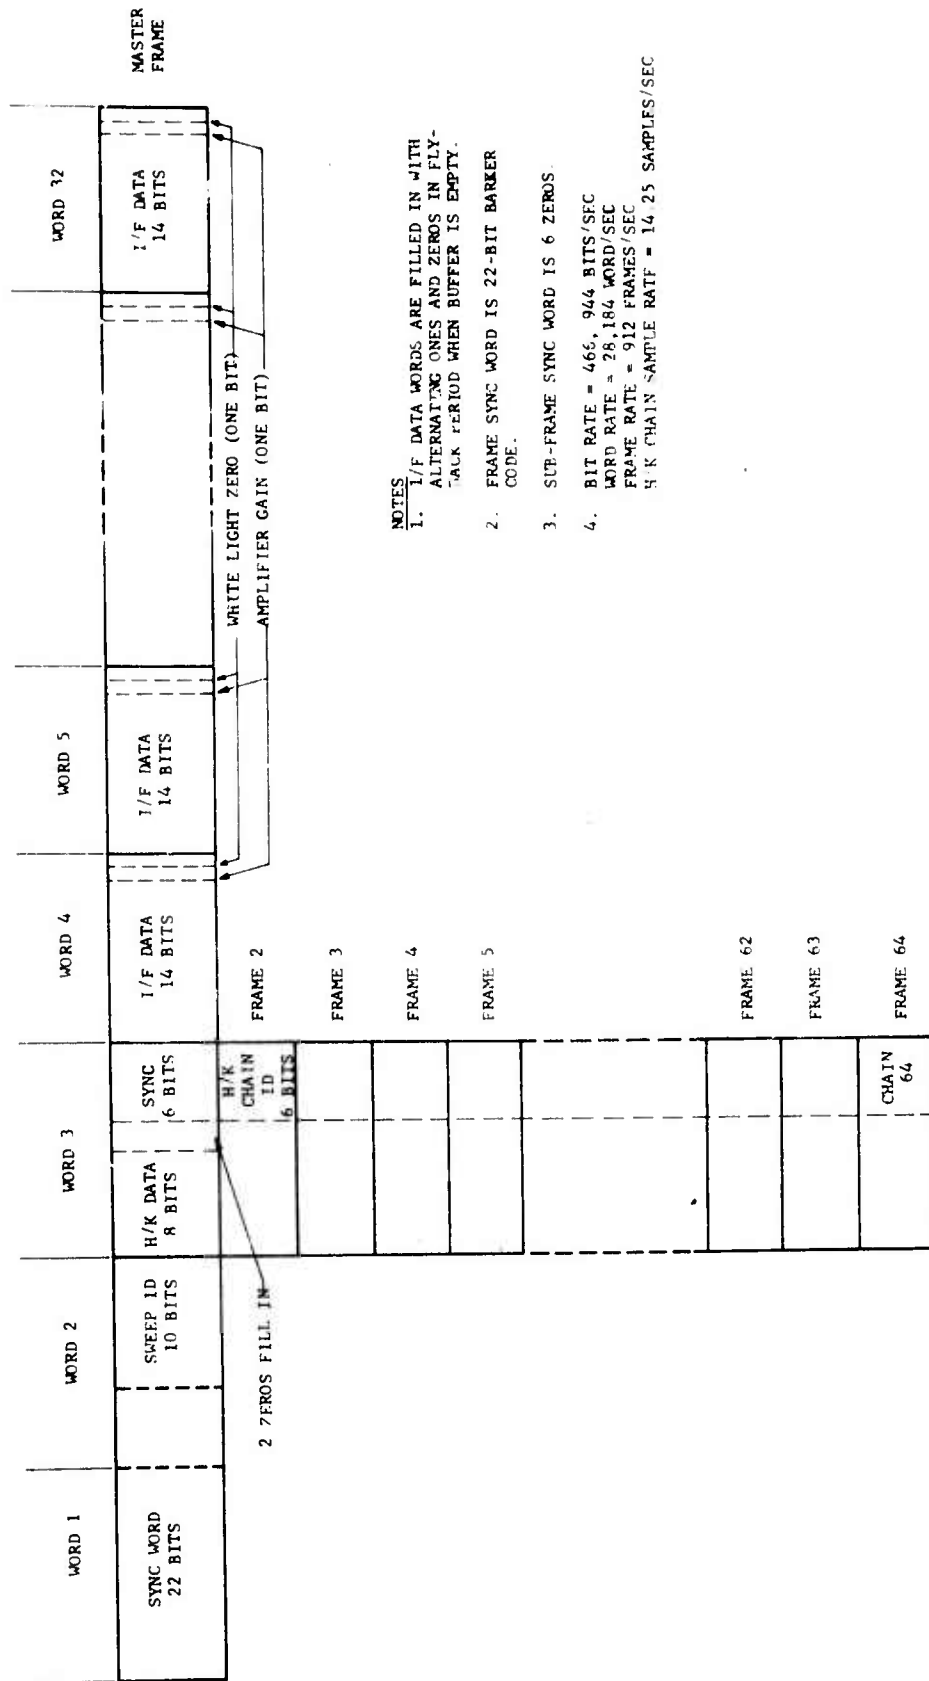 WORD 1
WORD 2
WORD 3
WORD 4
WORD 5
WORD 32
SYNC WORD
22 BITS
SWEEP ID
10 BITS
H/K DATA
8 BITS
SYNC
6 BITS
I/F DATA
14 BITS
I/F DATA
14 BITS
I/F DATA
14 BITS
MASTER
FRAME
WHITE LIGHT ZERO (ONE BIT)
AMPLIFIER GAIN (ONE BIT)
2 ZEROS FILL IN
H/K
CHAIN
ID
6 BITS
FRAME 2
FRAME 3
FRAME 4
FRAME 5
FRAME 62
FRAME 63
CHAIN
64
FRAME 64
NOTES
1. I/F DATA WORDS ARE FILLED IN WITH
ALTERNATING ONES AND ZEROS IN FLY-
BACK PERIOD WHEN BUFFER IS EMPTY.
2. FRAME SYNC WORD IS 22-BIT BARKER
CODE.
3. SUB-FRAME SYNC WORD IS 6 ZEROS.
4. BIT RATE = 466, 944 BITS/SEC
WORD RATE = 28,184 WORD/SEC
FRAME RATE = 912 FRAMES/SEC
H/K CHAIN SAMPLE RATE = 14.25 SAMPLES/SEC